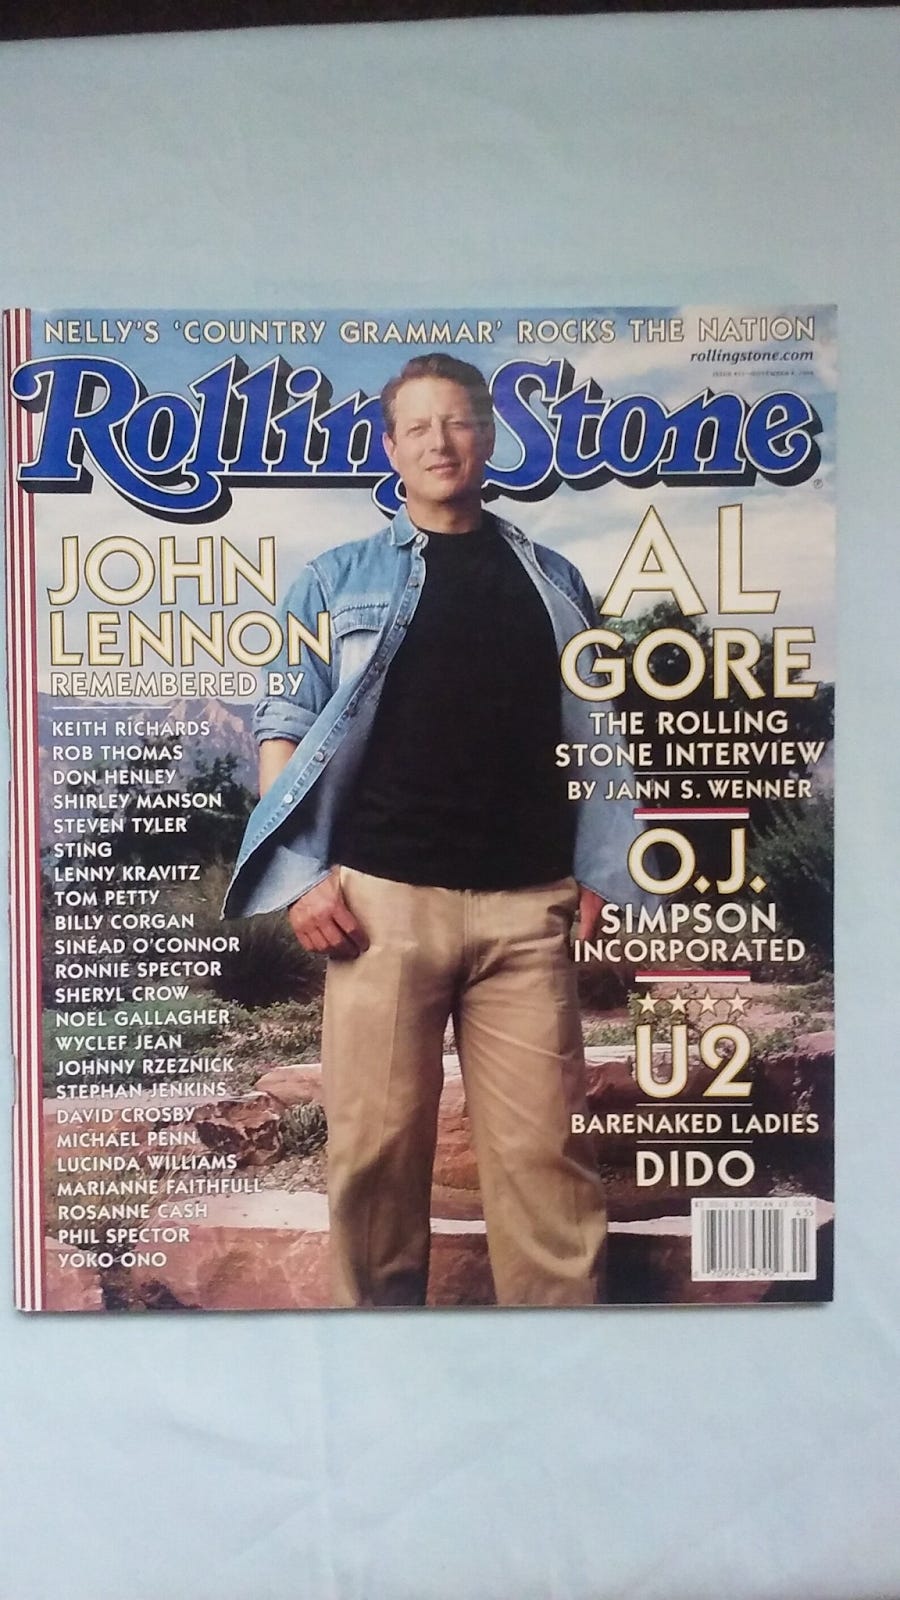 NELLY'S 'COUNTRY GRAMMAR' ROCKS THE NATION
rollingstone.com
Rolling Stone
JOHN
LENNON
REMEMBERED BY
KEITH RICHARDS
ROB THOMAS
DON HENLEY
SHIRLEY MANSON
STEVEN TYLER
STING
LENNY KRAVITZ
TOM PETTY
BILLY CORGAN
SINÉAD O'CONNOR
RONNIE SPECTOR
SHERYL CROW
NOEL GALLAGHER
WYCLEF JEAN
JOHNNY RZEZNICK
STEPHAN JENKINS
DAVID CROSBY
MICHAEL PENN
LUCINDA WILLIAMS
MARIANNE FAITHFULL
ROSANNE CASH
PHIL SPECTOR
YOKO ONO
AL
GORE
THE ROLLING
STONE INTERVIEW
BY JANN S. WENNER
O.J.
SIMPSON
INCORPORATED
U2
BARENAKED LADIES
DIDO